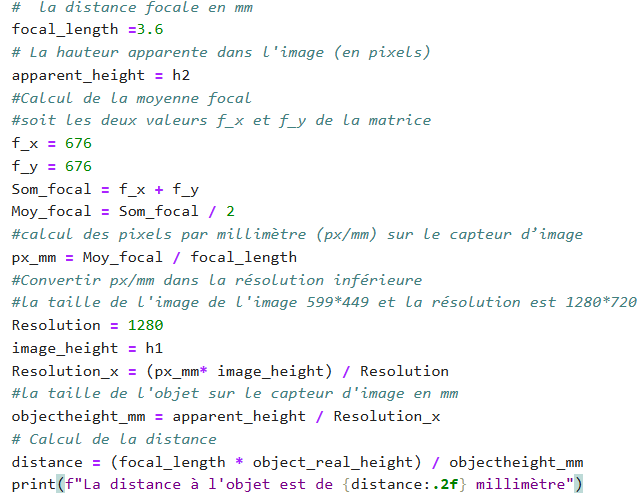 #  la distance focale en mm
focal_length =3.6
# La hauteur apparente dans l'image (en pixels)
apparent_height = h2
#Calcul de la moyenne focal
#soit les deux valeurs f_x et f_y de la matrice
f_x = 676
f_y = 676
Som_focal = f_x + f_y
Moy_focal = Som_focal / 2
#calcul des pixels par millimètre (px/mm) sur le capteur d’image
px_mm = Moy_focal / focal_length
#Convertir px/mm dans la résolution inférieure
#la taille de l'image de l'image 599*449 et la résolution est 1280*720
Resolution = 1280
image_height = h1
Resolution_x = (px_mm* image_height) / Resolution
#la taille de l'objet sur le capteur d'image en mm
objectheight_mm = apparent_height / Resolution_x
# Calcul de la distance
distance = (focal_length * object_real_height) / objectheight_mm
print(f"La distance à l'objet est de {distance:.2f} millimètre")